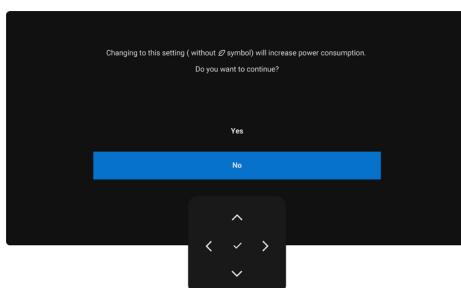 Changing to this setting ( without symbol) will increase power consumption.
Do you want to continue?
Yes
No